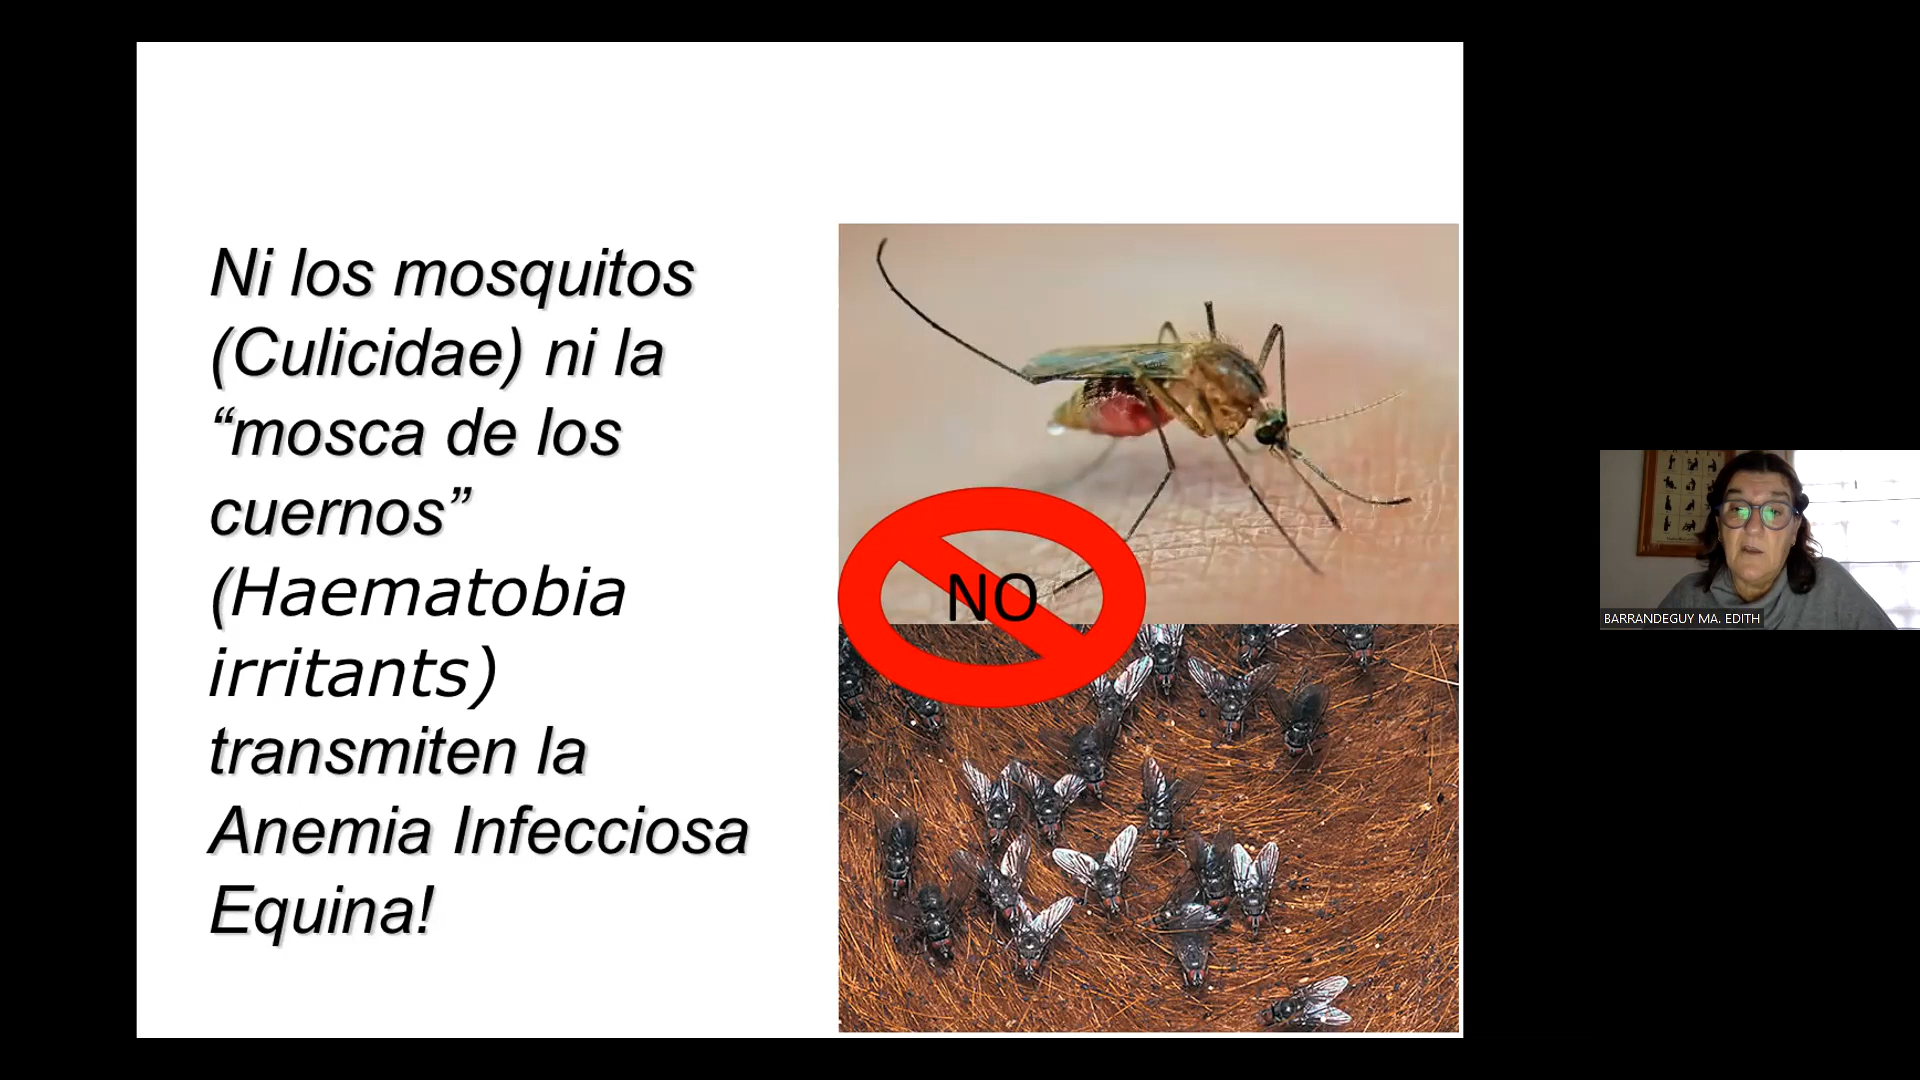 Ni los mosquitos
(Culicidae) ni la
“mosca de los
cuernos”
(Haematobia
irritants)
transmiten la
Anemia Infecciosa
Equina!
NO
BARRANDEGUY MA. EDITH